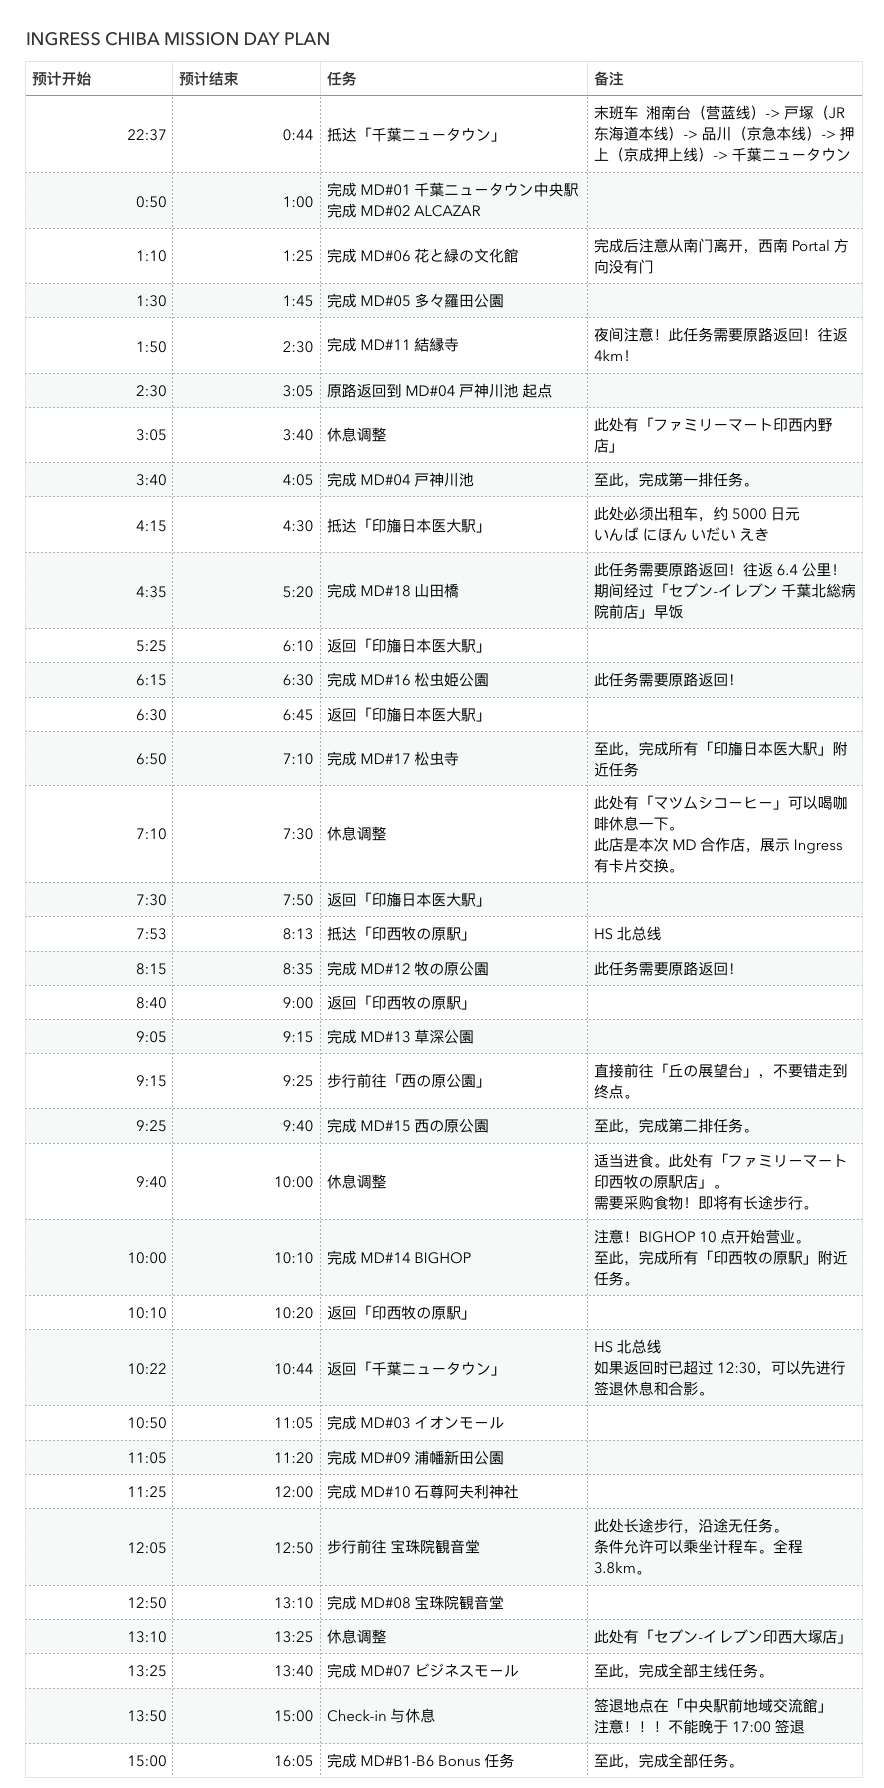 INGRESS CHIBA MISSION DAY PLAN
预计开始 预计结束 任务 备注
22:37 0:44 抵达「千葉ニュータウン」 末班车 湘南台（营蓝线）-> 戸塚（JR
东海道本线）-> 品川（京急本线）-> 押
上（京成押上线）-> 千葉ニュータウン
0:50 1:00 完成 MD#01 千葉ニュータウン中央駅
完成 MD#02 ALCAZAR
1:10 1:25 完成 MD#06 花と緑の文化館 完成后注意从南门离开，西南 Portal 方
向没有门
1:30 1:45 完成 MD#05 多々羅田公園
1:50 2:30 完成 MD#11 結縁寺 夜间注意！此任务需要原路返回！往返
4km！
2:30 3:05 原路返回到 MD#04 戸神川池 起点
3:05 3:40 休息调整 此处有「ファミリーマート印西内野
店」
3:40 4:05 完成 MD#04 戸神川池 至此，完成第一排任务。
4:15 4:30 抵达「印旛日本医大駅」 此处必须出租车，约 5000 日元
いんば にほん いだい えき
4:35 5:20 完成 MD#18 山田橋 此任务需要原路返回！往返 6.4 公里！
期间经过「セブン-イレブン 千葉北総病
院前店」早饭
5:25 6:10 返回「印旛日本医大駅」
6:15 6:30 完成 MD#16 松虫姫公園 此任务需要原路返回！
6:30 6:45 返回「印旛日本医大駅」
6:50 7:10 完成 MD#17 松虫寺 至此，完成所有「印旛日本医大駅」附
近任务
7:10 7:30 休息调整 此处有「マツムシコーヒー」可以喝咖
啡休息一下。
此店是本次 MD 合作店，展示 Ingress
有卡片交换。
7:30 7:50 返回「印旛日本医大駅」
7:53 8:13 抵达「印西牧の原駅」 HS 北总线
8:15 8:35 完成 MD#12 牧の原公園 此任务需要原路返回！
8:40 9:00 返回「印西牧の原駅」
9:05 9:15 完成 MD#13 草深公園
9:15 9:25 步行前往「西の原公園」 直接前往「丘の展望台」，不要错走到
终点。
9:25 9:40 完成 MD#15 西の原公園 至此，完成第二排任务。
9:40 10:00 休息调整 适当进食。此处有「ファミリーマート
印西牧の原駅店」。
需要采购食物！即将有长途步行。
10:00 10:10 完成 MD#14 BIGHOP 注意！BIGHOP 10 点开始营业。
至此，完成所有「印西牧の原駅」附近
任务。
10:10 10:20 返回「印西牧の原駅」
10:22 10:44 返回「千葉ニュータウン」 HS 北总线
如果返回时已超过 12:30，可以先进行
签退休息和合影。
10:50 11:05 完成 MD#03 イオンモール
11:05 11:20 完成 MD#09 浦幡新田公園
11:25 12:00 完成 MD#10 石尊阿夫利神社
12:05 12:50 步行前往 宝珠院観音堂 此处长途步行，沿途无任务。
条件允许可以乘坐计程车。全程
3.8km。
12:50 13:10 完成 MD#08 宝珠院観音堂
13:10 13:25 休息调整 此处有「セブン-イレブン印西大塚店」
13:25 13:40 完成 MD#07 ビジネスモール 至此，完成全部主线任务。
13:50 15:00 Check-in 与休息 签退地点在「中央駅前地域交流館」
注意！！！不能晚于 17:00 签退
15:00 16:05 完成 MD#B1-B6 Bonus 任务 至此，完成全部任务。